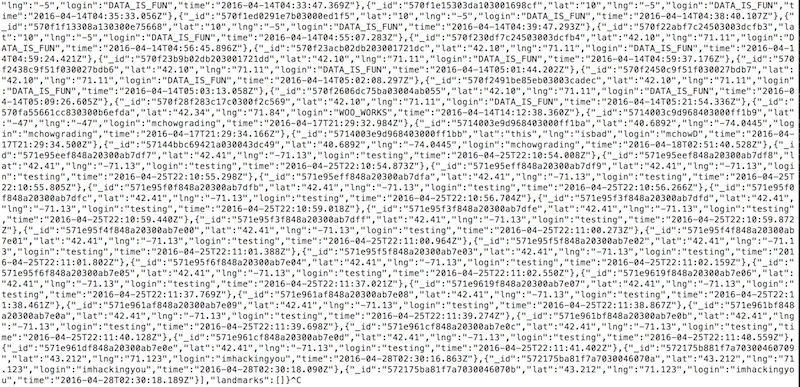 "lng":"-5","login":"DATA_IS_FUN","time":"2016-04-14T04:33:47.369Z"},{"_id":"570f1e15303da103001698cf","lat":"10","lng":"-5","login":"DATA_IS_FUN","time":"2016-04-14T04:35:33.056Z"},{"_id":"570f1ed0291e7b03000ed1f5","lat":"10","lng":"-5","login":"DATA_IS_FUN","time":"2016-04-14T04:38:40.107Z"},{"_id":"570f1f13308a130300e75668","lat":"10","lng":"-5","login":"DATA_IS_FUN","time":"2016-04-14T04:39:47.293Z"},{"_id":"570f22abf7c24503003dcfb3","lat":"10","lng":"-5","login":"DATA_IS_FUN","time":"2016-04-14T04:55:07.283Z"},{"_id":"570f230df7c24503003dcfb4","lat":"42.10","lng":"71.11","login":"DATA_IS_FUN","time":"2016-04-14T04:56:45.896Z"},{"_id":"570f23acb02db2030017 21dc","lat":"42.10","lng":"71.11","login":"DATA_IS_FUN","time":"2016-04-14T04:59:24.421Z"},{"_id":"570f23b9b02db203001721dd","lat":"42.10","lng":"71.11","login":"DATA_IS_FUN","time":"2016-04-14T04:59:37.176Z"},{"_id":"570f2438c9f51f030027bdb6","lat":"42.10","lng":"71.11","login":"DATA_IS_FUN","time":"2016-04-14T05:01:44.202Z"},{"_id":"570f2450c9f51f030027bdb7","lat":"42.10","lng":"71.11","login":"DATA_IS_FUN","time":"2016-04-14T05:02:08.297Z"},{"_id":"570f2491be85eb03003cadec","lat":"42.10","lng":"71.11","login":"DATA_IS_FUN","time":"2016-04-14T05:03:13.058Z"},{"_id":"570f2606dc75ba03004ab055","lat":"42.10","lng":"71.11","login":"DATA_IS_FUN","time":"2016-04-14T05:09:26.605Z"},{"_id":"570f28f283c17c0300f2c569","lat":"42.10","lng":"71.11","login":"DATA_IS_FUN","time":"2016-04-14T05:21:54.336Z"},{"_id":"570fa55661cc830300b6efda","lat":"42.34","lng":"71.84","login":"WOO_WORKS","time":"2016-04-14T14:12:38.360Z"},{"_id":"5714003c9d968403000ff1b9","lat":"-47","lng":"-47","login":"mchowgrading","time":"2016-04-17T21:29:32.984Z"},{"_id":"5714003e9d968403000ff1ba","lat":"40.6892","lng":"-74.0445","login":"mchowgrading","time":"2016-04-17T21:29:34.166Z"},{"_id":"5714003e9d968403000ff1bb","lat":"this","lng":"isbad","login":"mchowD","time":"2016-04-17T21:29:34.500Z"},{"_id":"57144bbc69421a030043dc49","lat":"40.6892","lng":"-74.0445","login":"mchowgrading","time":"2016-04-18T02:51:40.528Z"},{"_id":"571e95eef848a20300ab7df7","lat":"42.41","lng":"-71.13","login":"testing","time":"2016-04-25T22:10:54.008Z"},{"_id":"571e95eef848a20300ab7df8","lat":"42.41","lng":"-71.13","login":"testing","time":"2016-04-25T22:10:54.873Z"},{"_id":"571e95eff848a20300ab7df9","lat":"42.41","lng":"-71.13","login":"testing","time":"2016-04-25T22:10:55.298Z"},{"_id":"571e95eff848a20300ab7dfa","lat":"42.41","lng":"-71.13","login":"testing","time":"2016-04-25T22:10:55.805Z"},{"_id":"571e95f0f848a20300ab7dfb","lat":"42.41","lng":"-71.13","login":"testing","time":"2016-04-25T22:10:56.266Z"},{"_id":"571e95f0f848a20300ab7dfc","lat":"42.41","lng":"-71.13","login":"testing","time":"2016-04-25T22:10:56.704Z"},{"_id":"571e95f3f848a20300ab7dfd","lat":"42.41","lng":"-71.13","login":"testing","time":"2016-04-25T22:10:59.018Z"},{"_id":"571e95f3f848a20300ab7dfe","lat":"42.41","lng":"-71.13","login":"testing","time":"2016-04-25T22:10:59.440Z"},{"_id":"571e95f3f848a20300ab7dff","lat":"42.41","lng":"-71.13","login":"testing","time":"2016-04-25T22:10:59.872Z"},{"_id":"571e95f4f848a20300ab7e00","lat":"42.41","lng":"-71.13","login":"testing","time":"2016-04-25T22:11:00.273Z"},{"_id":"571e95f4f848a20300ab7e01","lat":"42.41","lng":"-71.13","login":"testing","time":"2016-04-25T22:11:00.964Z"},{"_id":"571e95f5f848a20300ab7e02","lat":"42.41","lng":"-71.13","login":"testing","time":"2016-04-25T22:11:01.388Z"},{"_id":"571e95f5f848a20300ab7e03","lat":"42.41","lng":"-71.13","login":"testing","time":"2016-04-25T22:11:01.802Z"},{"_id":"571e95f6f848a20300ab7e04","lat":"42.41","lng":"-71.13","login":"testing","time":"2016-04-25T22:11:02.159Z"},{"_id":"571e95f6f848a20300ab7e05","lat":"42.41","lng":"-71.13","login":"testing","time":"2016-04-25T22:11:02.550Z"},{"_id":"571e9619f848a20300ab7e06","lat":"42.41","lng":"-71.13","login":"testing","time":"2016-04-25T22:11:37.021Z"},{"_id":"571e9619f848a20300ab7e07","lat":"42.41","lng":"-71.13","login":"testing","time":"2016-04-25T22:11:37.769Z"},{"_id":"571e961af848a20300ab7e08","lat":"42.41","lng":"-71.13","login":"testing","time":"2016-04-25T22:11:38.461Z"},{"_id":"571e961af848a20300ab7e09","lat":"42.41","lng":"-71.13","login":"testing","time":"2016-04-25T22:11:38.867Z"},{"_id":"571e961bf848a20300ab7e0a","lat":"42.41","lng":"-71.13","login":"testing","time":"2016-04-25T22:11:39.274Z"},{"_id":"571e961bf848a20300ab7e0b","lat":"42.41","lng":"-71.13","login":"testing","time":"2016-04-25T22:11:39.698Z"},{"_id":"571e961cf848a20300ab7e0c","lat":"42.41","lng":"-71.13","login":"testing","time":"2016-04-25T22:11:40.128Z"},{"_id":"571e961cf848a20300ab7e0d","lat":"42.41","lng":"-71.13","login":"testing","time":"2016-04-25T22:11:40.559Z"},{"_id":"571e961df848a20300ab7e0e","lat":"42.41","lng":"-71.13","login":"testing","time":"2016-04-25T22:11:41.402Z"},{"_id":"572175b881f7a70300460709","lat":"43.212","lng":"71.123","login":"imhackingyou","time":"2016-04-28T02:30:16.863Z"},{"_id":"572175ba81f7a7030046070a","lat":"43.212","lng":"71.123","login":"imhackingyou","time":"2016-04-28T02:30:18.090Z"},{"_id":"572175ba81f7a7030046070b","lat":"43.212","lng":"71.123","login":"imhackingyou","time":"2016-04-28T02:30:18.189Z"}],"landmarks":[]}^C